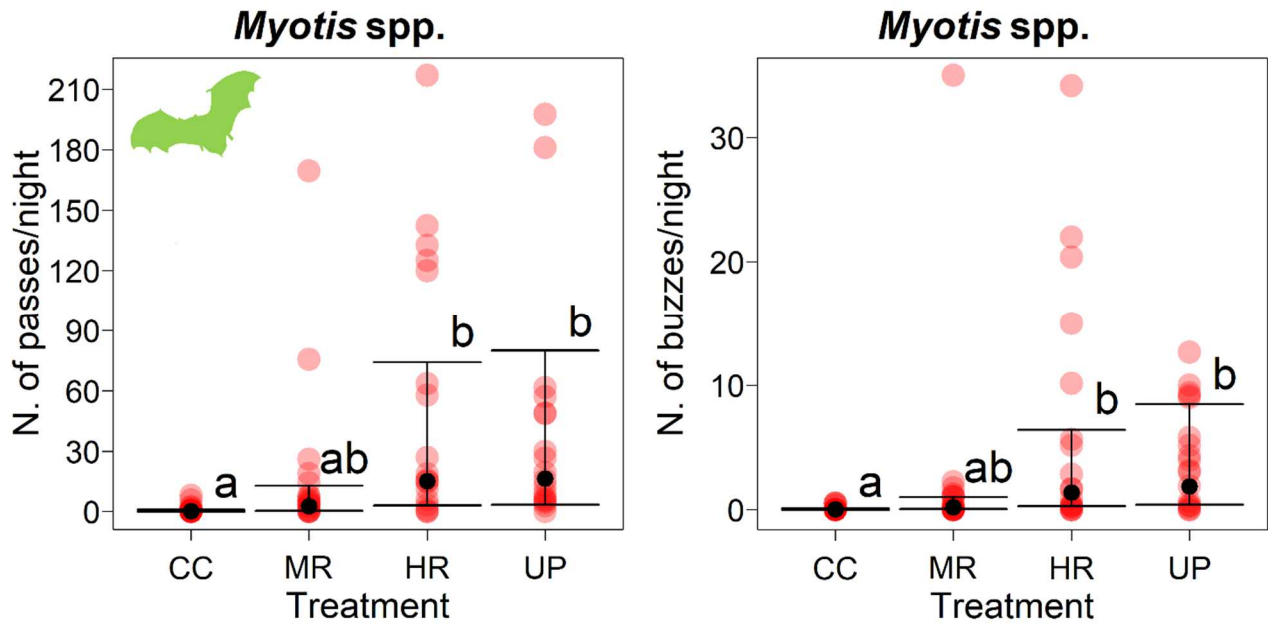 Myotis spp.
N. of passes/night
210
180
150
120
90
60
30
0
a
ab
b
b
CC
MR
HR
UP
Treatment
Myotis spp.
N. of buzzes/night
30
20
10
0
a
ab
b
b
CC
MR
HR
UP
Treatment